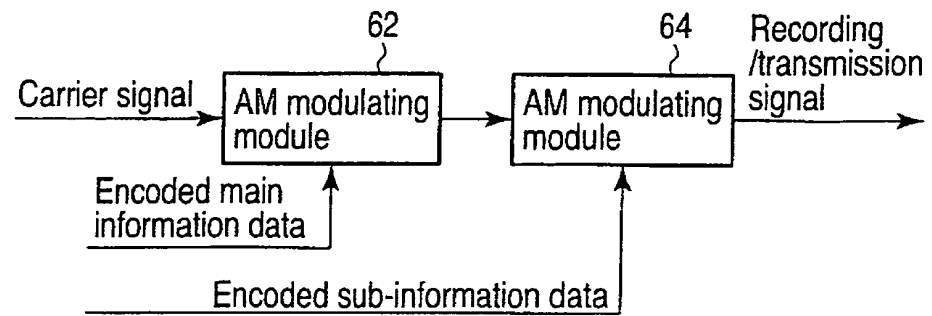 62
64
Recording
/transmission
signal
Carrier signal
AM modulating
module
AM modulating
module
Encoded main
information data
Encoded sub-information data